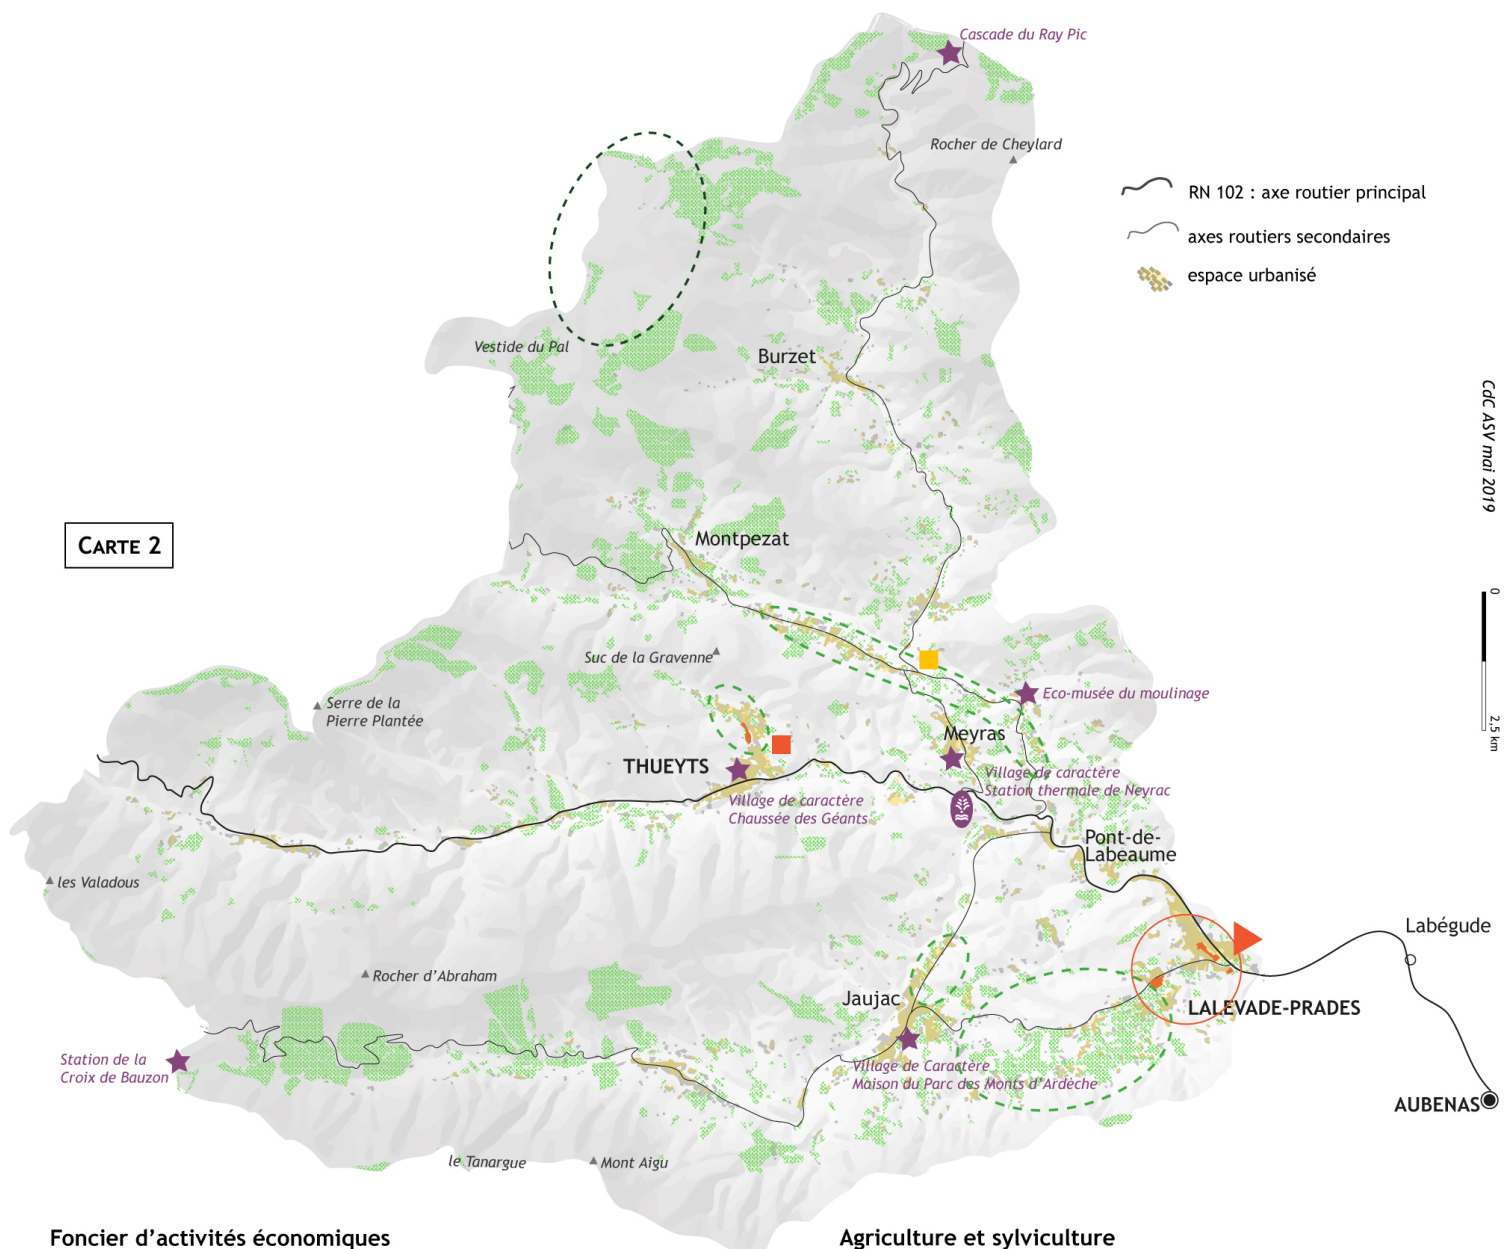 Cascade du Ray Pic
Rocher de Cheylard
RN 102 : axe routier principal
axes routiers secondaires
espace urbanisé
Vestide du Pal
Burzet
CdC ASV mai 2019
CARTE 2
Montpezat
0
2,5 km
Suc de la Gravenne
Eco-musée du moulinage
Serre de la
Pierre Plantée
Meyras
THUEYTS
Village de caractère
Station thermale de Neyrac
Village de caractère
Chaussée des Géants
Pont-de-
Labeaume
les Valadous
Labégude
Rocher d'Abraham
Jaujac
LALEVADE-PRADES
Station de la
Croix de Bauzon
Village de Caractère
Maison du Parc des Monts d'Ardèche
AUBENAS
le Tanargue
Mont Aigu
Foncier d'activités économiques
Agriculture et sylviculture